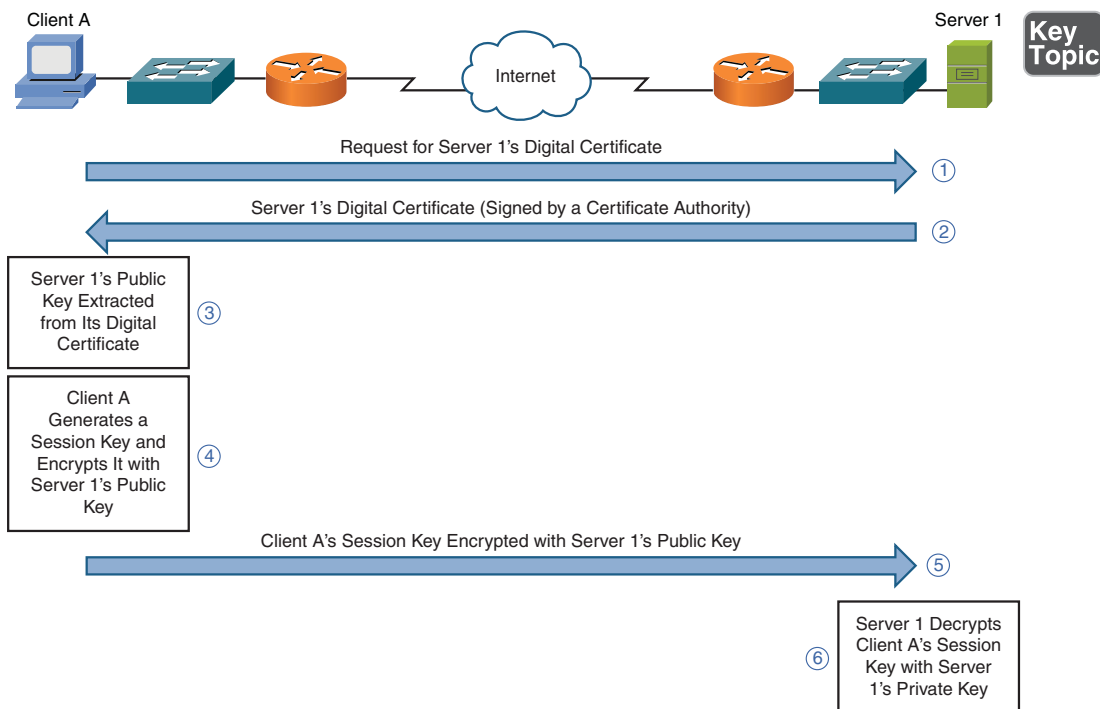 Client A
Server 1
Key
Topic
Internet
Request for Server 1's Digital Certificate
1
Server 1's Digital Certificate (Signed by a Certificate Authority)
2
Server 1's Public
Key Extracted
from Its Digital
Certificate
3
Client A
Generates a
Session Key and
Encrypts It with
Server 1's Public
Key
4
Client A's Session Key Encrypted with Server 1's Public Key
5
6
Server 1 Decrypts
Client A's Session
Key with Server
1's Private Key